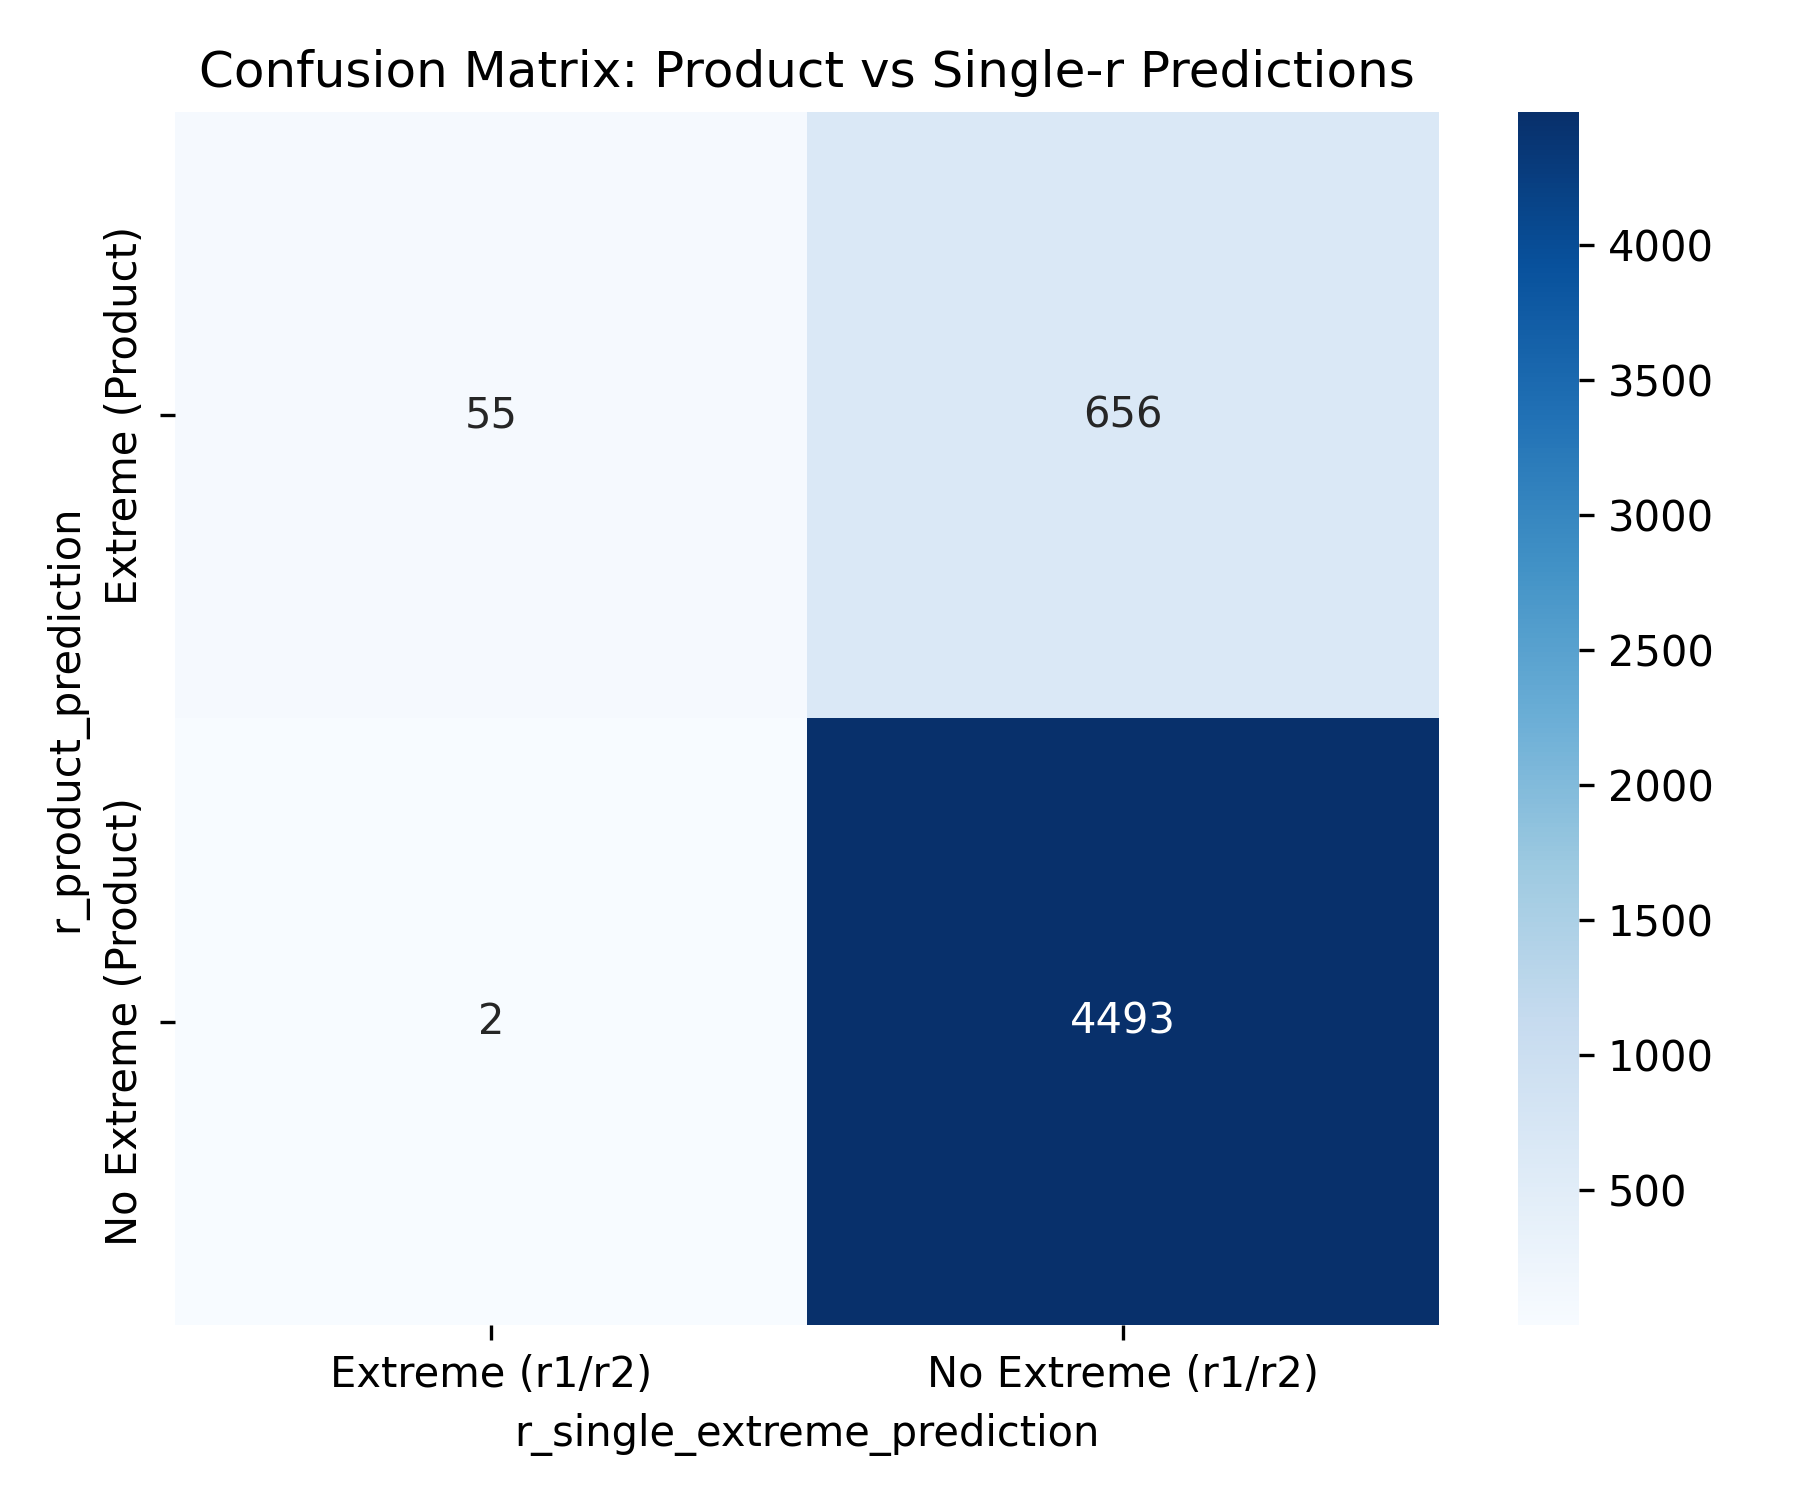 Confusion Matrix: Product vs Single-r Predictions
r_product_prediction
Extreme (Product)
No Extreme (Product)
55
656
2
4493
Extreme (r1/r2)
No Extreme (r1/r2)
r_single_extreme_prediction
4000
3500
3000
2500
2000
1500
1000
500